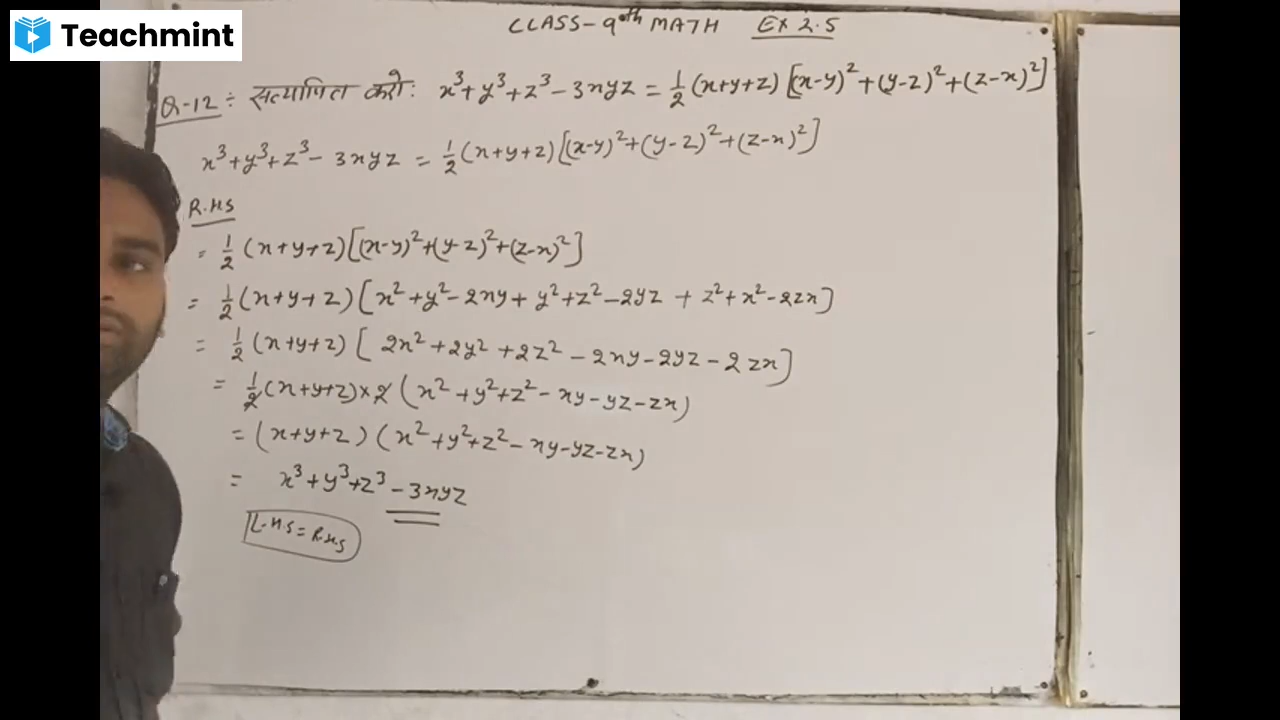 Teachmint
CLASS-9th MATH EX 2.5
Q-12 ÷ सत्यापित करो: x³+y³+z³-3xyz = 1/2 (x+y+z) [(x-y)²+(y-z)²+(z-x)²]
x³+y³+z³-3xyz = 1/2 (x+y+z) [(x-y)²+(y-z)²+(z-x)²]
R.H.S
= 1/2 (x+y+z) [(x-y)²+(y-z)²+(z-x)²]
= 1/2 (x+y+z) [x²+y²-2xy+y²+z²-2yz+z²+x²-2zx]
= 1/2 (x+y+z) [2x²+2y²+2z²-2xy-2yz-2zx]
= 1/2 (x+y+z)×2 (x²+y²+z²-xy-yz-zx)
= (x+y+z) (x²+y²+z²-xy-yz-zx)
= x³+y³+z³-3xyz
L.H.S = R.H.S